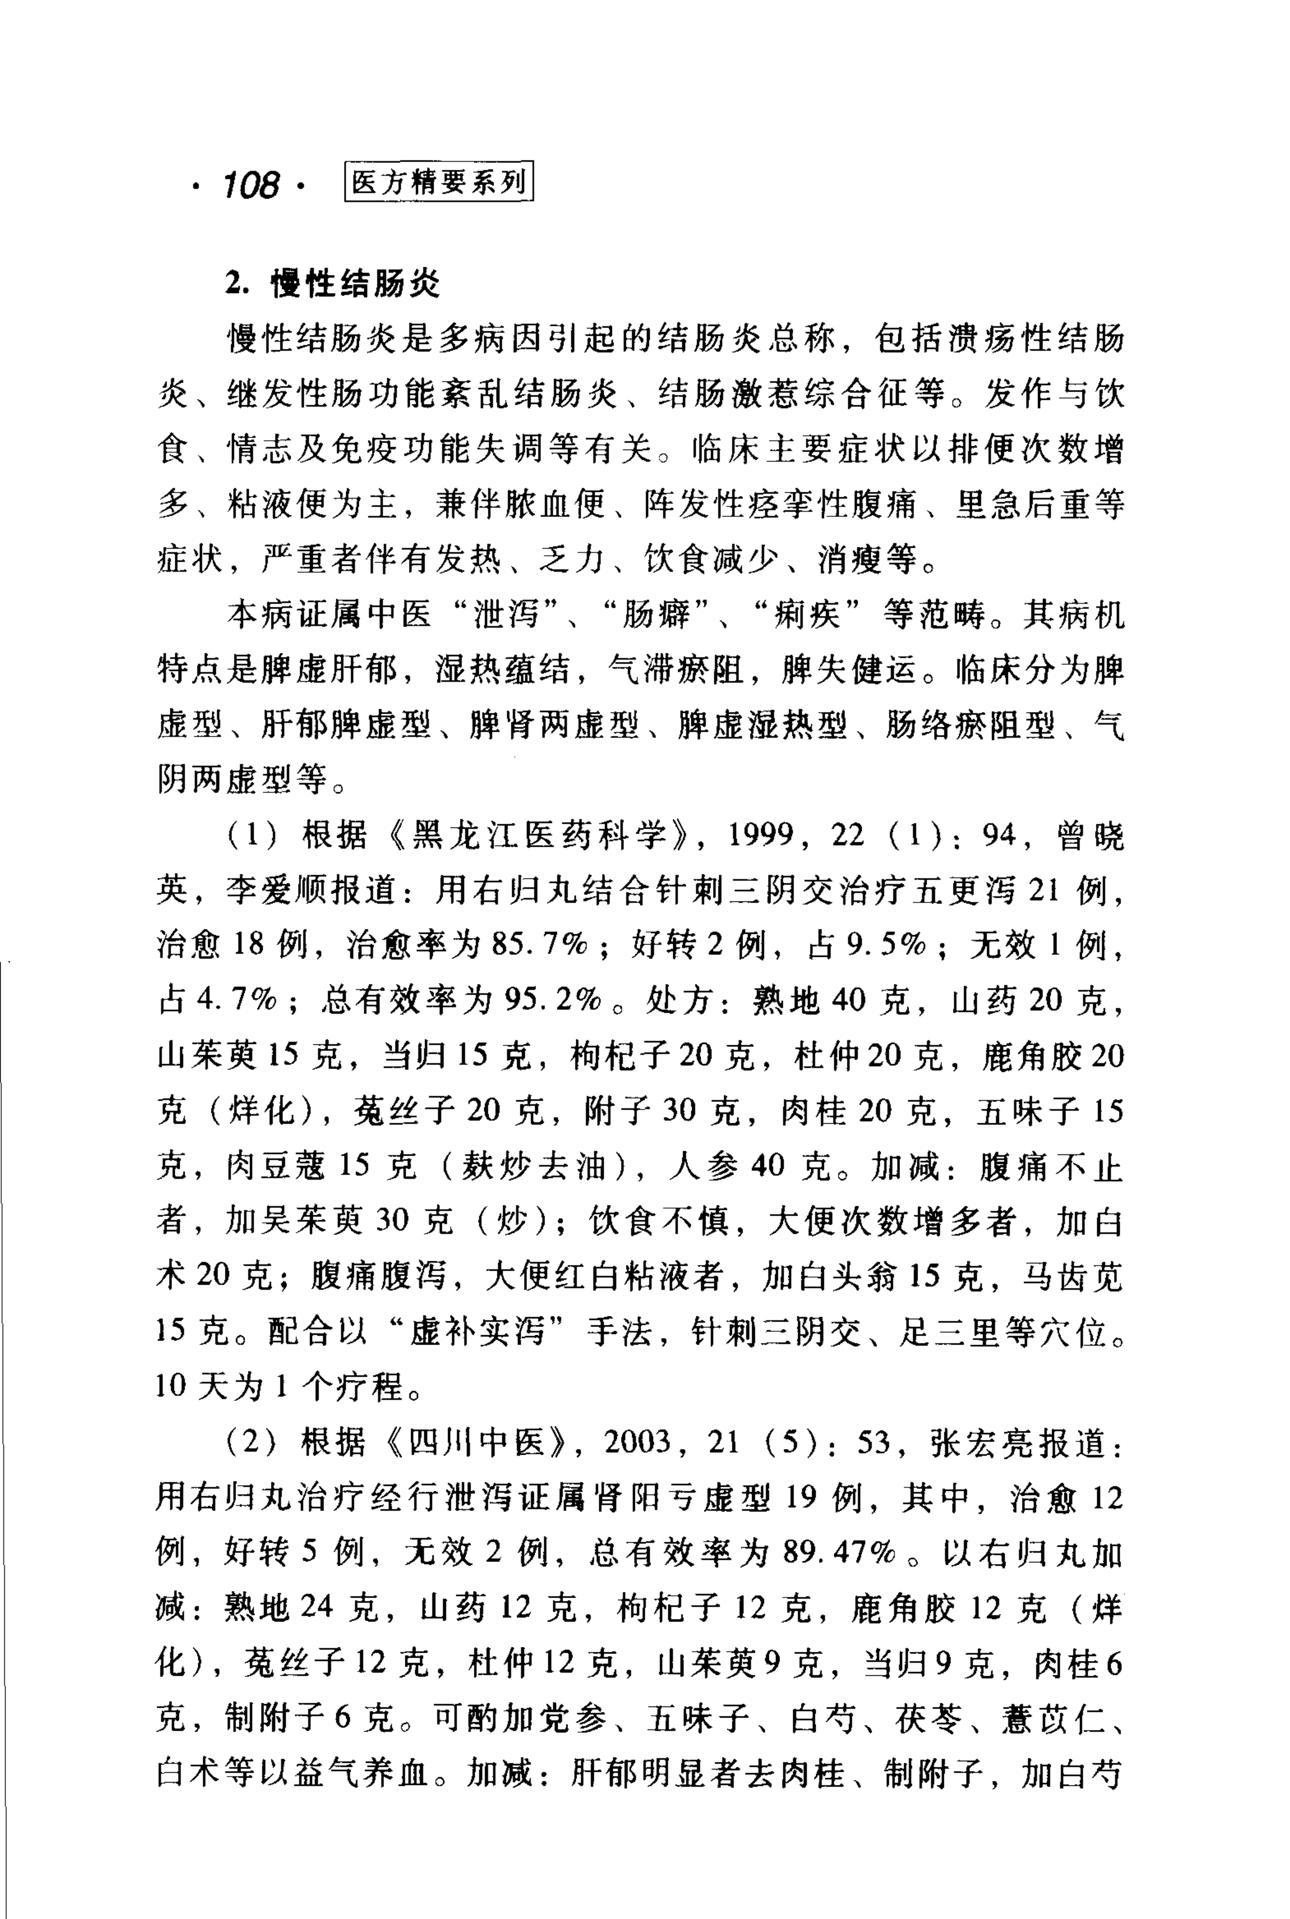 ·108· 医方精要系列
2. 慢性结肠炎
慢性结肠炎是多病因引起的结肠炎总称，包括溃疡性结肠
炎、继发性肠功能紊乱结肠炎、结肠激惹综合征等。发作与饮
食、情志及免疫功能失调等有关。临床主要症状以排便次数增
多、粘液便为主，兼伴脓血便、阵发性痉挛性腹痛、里急后重等
症状，严重者伴有发热、乏力、饮食减少、消瘦等。
本病证属中医“泄泻”、“肠癖”、“痢疾”等范畴。其病机
特点是脾虚肝郁，湿热蕴结，气滞瘀阻，脾失健运。临床分为脾
虚型、肝郁脾虚型、脾肾两虚型、脾虚湿热型、肠络瘀阻型、气
阴两虚型等。
(1) 根据《黑龙江医药科学》，1999，22（1）：94，曾晓
英，李爱顺报道：用右归丸结合针刺三阴交治疗五更泻 21 例，
治愈 18 例，治愈率为 85.7%；好转 2 例，占 9.5%；无效 1 例，
占 4.7%；总有效率为 95.2%。处方：熟地 40 克，山药 20 克，
山茱萸 15 克，当归 15 克，枸杞子 20 克，杜仲 20 克，鹿角胶 20
克（烊化），菟丝子 20 克，附子 30 克，肉桂 20 克，五味子 15
克，肉豆蔻 15 克（麸炒去油），人参 40 克。加减：腹痛不止
者，加吴茱萸 30 克（炒）；饮食不慎，大便次数增多者，加白
术 20 克；腹痛腹泻，大便红白粘液者，加白头翁 15 克，马齿苋
15 克。配合以“虚补实泻”手法，针刺三阴交、足三里等穴位。
10 天为 1 个疗程。
(2) 根据《四川中医》，2003，21（5）：53，张宏亮报道：
用右归丸治疗经行泄泻证属肾阳亏虚型 19 例，其中，治愈 12
例，好转 5 例，无效 2 例，总有效率为 89.47%。以右归丸加
减：熟地 24 克，山药 12 克，枸杞子 12 克，鹿角胶 12 克（烊
化），菟丝子 12 克，杜仲 12 克，山茱萸 9 克，当归 9 克，肉桂 6
克，制附子 6 克。可酌加党参、五味子、白芍、茯苓、薏苡仁、
白术等以益气养血。加减：肝郁明显者去肉桂、制附子，加白芍